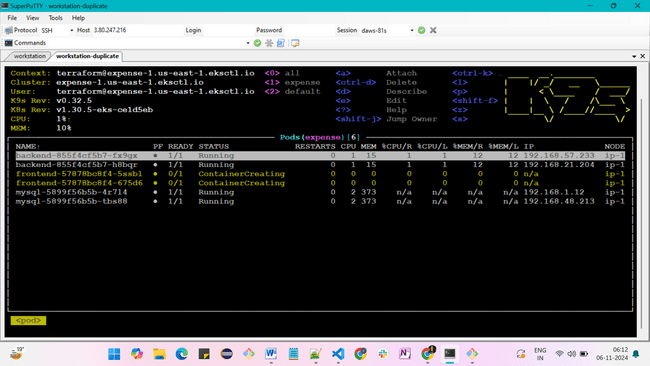 SuperPuTTY - workstation-duplicate
File View Tools Help
Protocol SSH Host 3.80.247.216 Login Password Session daws-81s
Commands
workstation workstation-duplicate
Context: terraform@expense-1.us-east-1.eksctl.io <0> all <a> Attach <ctrl-k>
Cluster: expense-1.us-east-1.eksctl.io <1> expense <ctrl-d> Delete <l>
User: terraform@expense-1.us-east-1.eksctl.io <2> default <d> Describe <p>
K9s Rev: v0.32.5 <e> Edit <shift-f>
K8s Rev: v1.30.5-eks-ce1d5eb <?> Help <z>
CPU: 1% <shift-j> Jump Owner <s>
MEM: 10%
Pods(expense)[6]
NAME↑ PF READY STATUS RESTARTS CPU MEM %CPU/R %CPU/L %MEM/R %MEM/L IP NODE
backend-855f4cf5b7-fx9gx ● 1/1 Running 0 1 15 1 1 12 12 192.168.57.233 ip-1
backend-855f4cf5b7-h8bqr ● 1/1 Running 0 1 15 1 1 12 12 192.168.21.204 ip-1
frontend-57878bc8f4-5ssbl ● 0/1 ContainerCreating 0 0 0 0 0 0 0 n/a ip-1
frontend-57878bc8f4-675d6 ● 0/1 ContainerCreating 0 0 0 0 0 0 0 n/a ip-1
mysql-5899f56b5b-4r7l4 ● 1/1 Running 0 2 373 n/a n/a n/a n/a 192.168.1.12 ip-1
mysql-5899f56b5b-tbs88 ● 1/1 Running 0 2 373 n/a n/a n/a n/a 192.168.48.213 ip-1
<pod>
19° ENG IN 06:12 06-11-2024